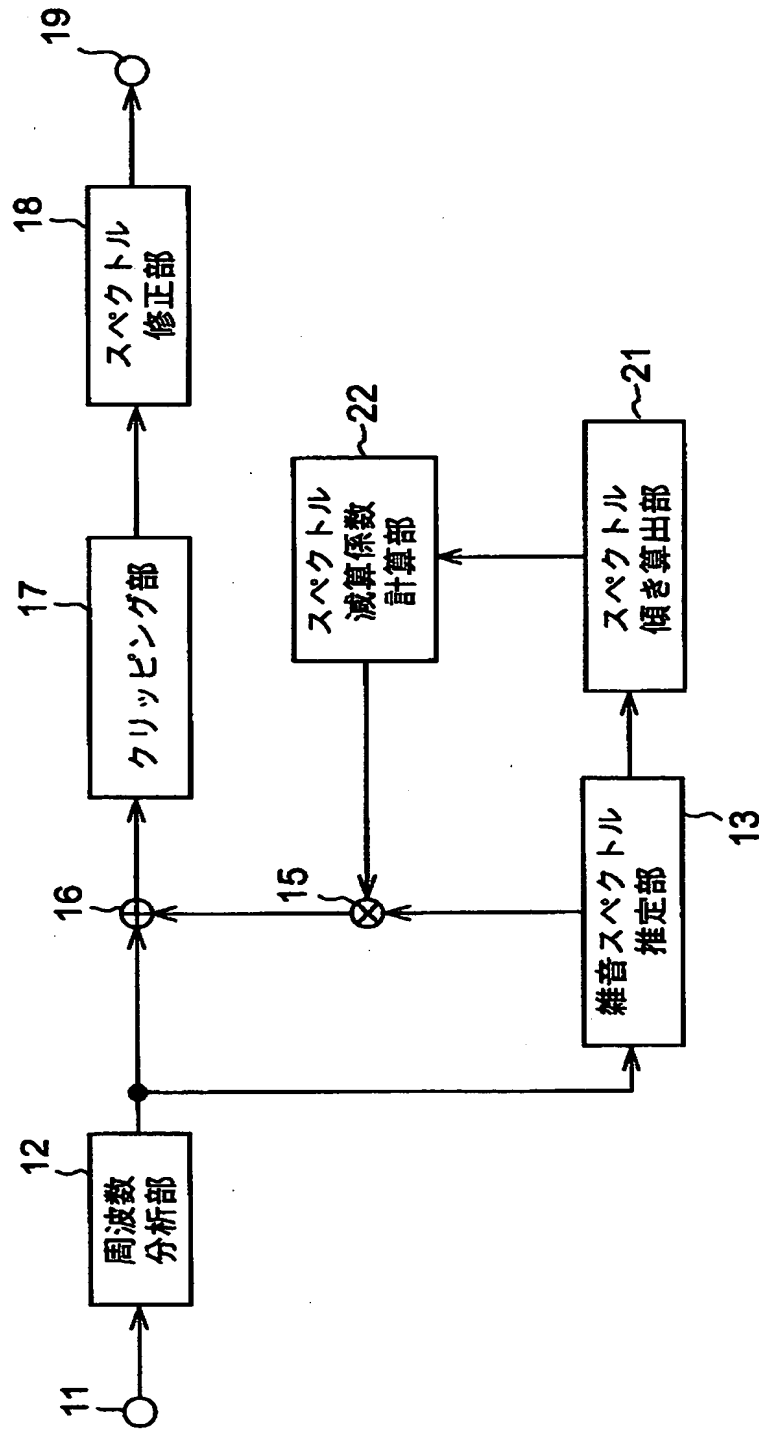 11
12
周波数
分析部
16
17
クリッピング部
18
スペクトル
修正部
19
15
22
スペクトル
減算係数
計算部
13
雑音スペクトル
推定部
21
スペクトル
傾き算出部